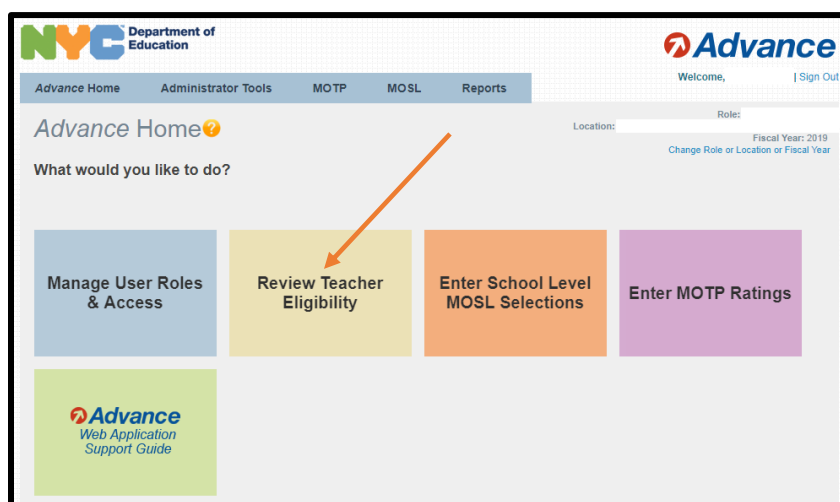 NYC Department of
Education
Advance
Welcome, | Sign Out
Advance Home Administrator Tools MOTP MOSL Reports
Advance Home?
Role:
Location:
Fiscal Year: 2019
Change Role or Location or Fiscal Year
What would you like to do?
Manage User Roles
& Access
Review Teacher
Eligibility
Enter School Level
MOSL Selections
Enter MOTP Ratings
Advance
Web Application
Support Guide